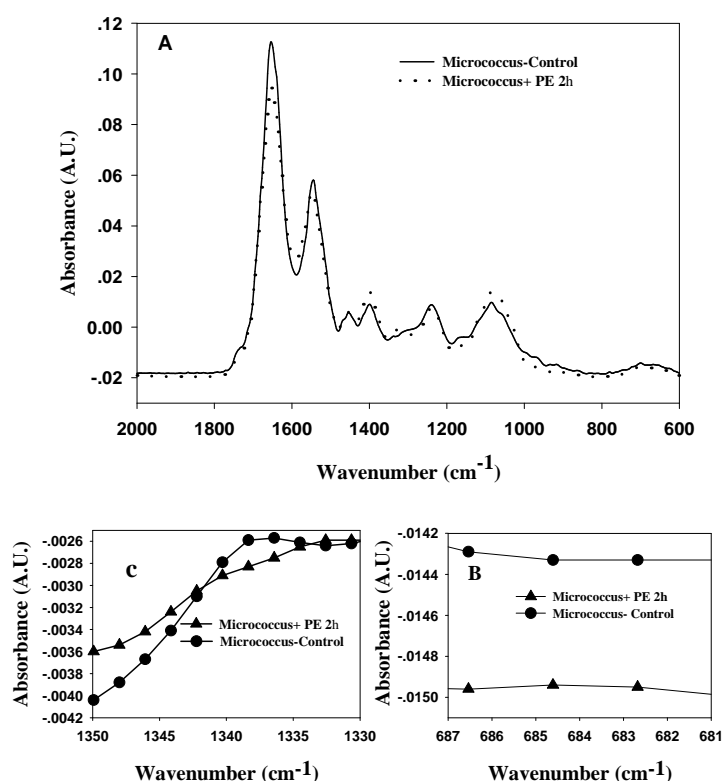 A
Micrococcus-Control
Micrococcus+ PE 2h
Absorbance (A.U.)
.12
.10
.08
.06
.04
.02
0.00
-.02
2000 1800 1600 1400 1200 1000 800 600
Wavenumber (cm-1)
c
Absorbance (A.U.)
-.0026
-.0028
-.0030
-.0032
-.0034
-.0036
-.0038
-.0040
-.0042
Micrococcus+ PE 2h
Micrococcus-Control
1350 1345 1340 1335 1330
Wavenumber (cm-1)
B
Absorbance (A.U.)
-.0142
-.0144
-.0146
-.0148
-.0150
Micrococcus+ PE 2h
Micrococcus- Control
687 686 685 684 683 682 681
Wavenumber (cm-1)